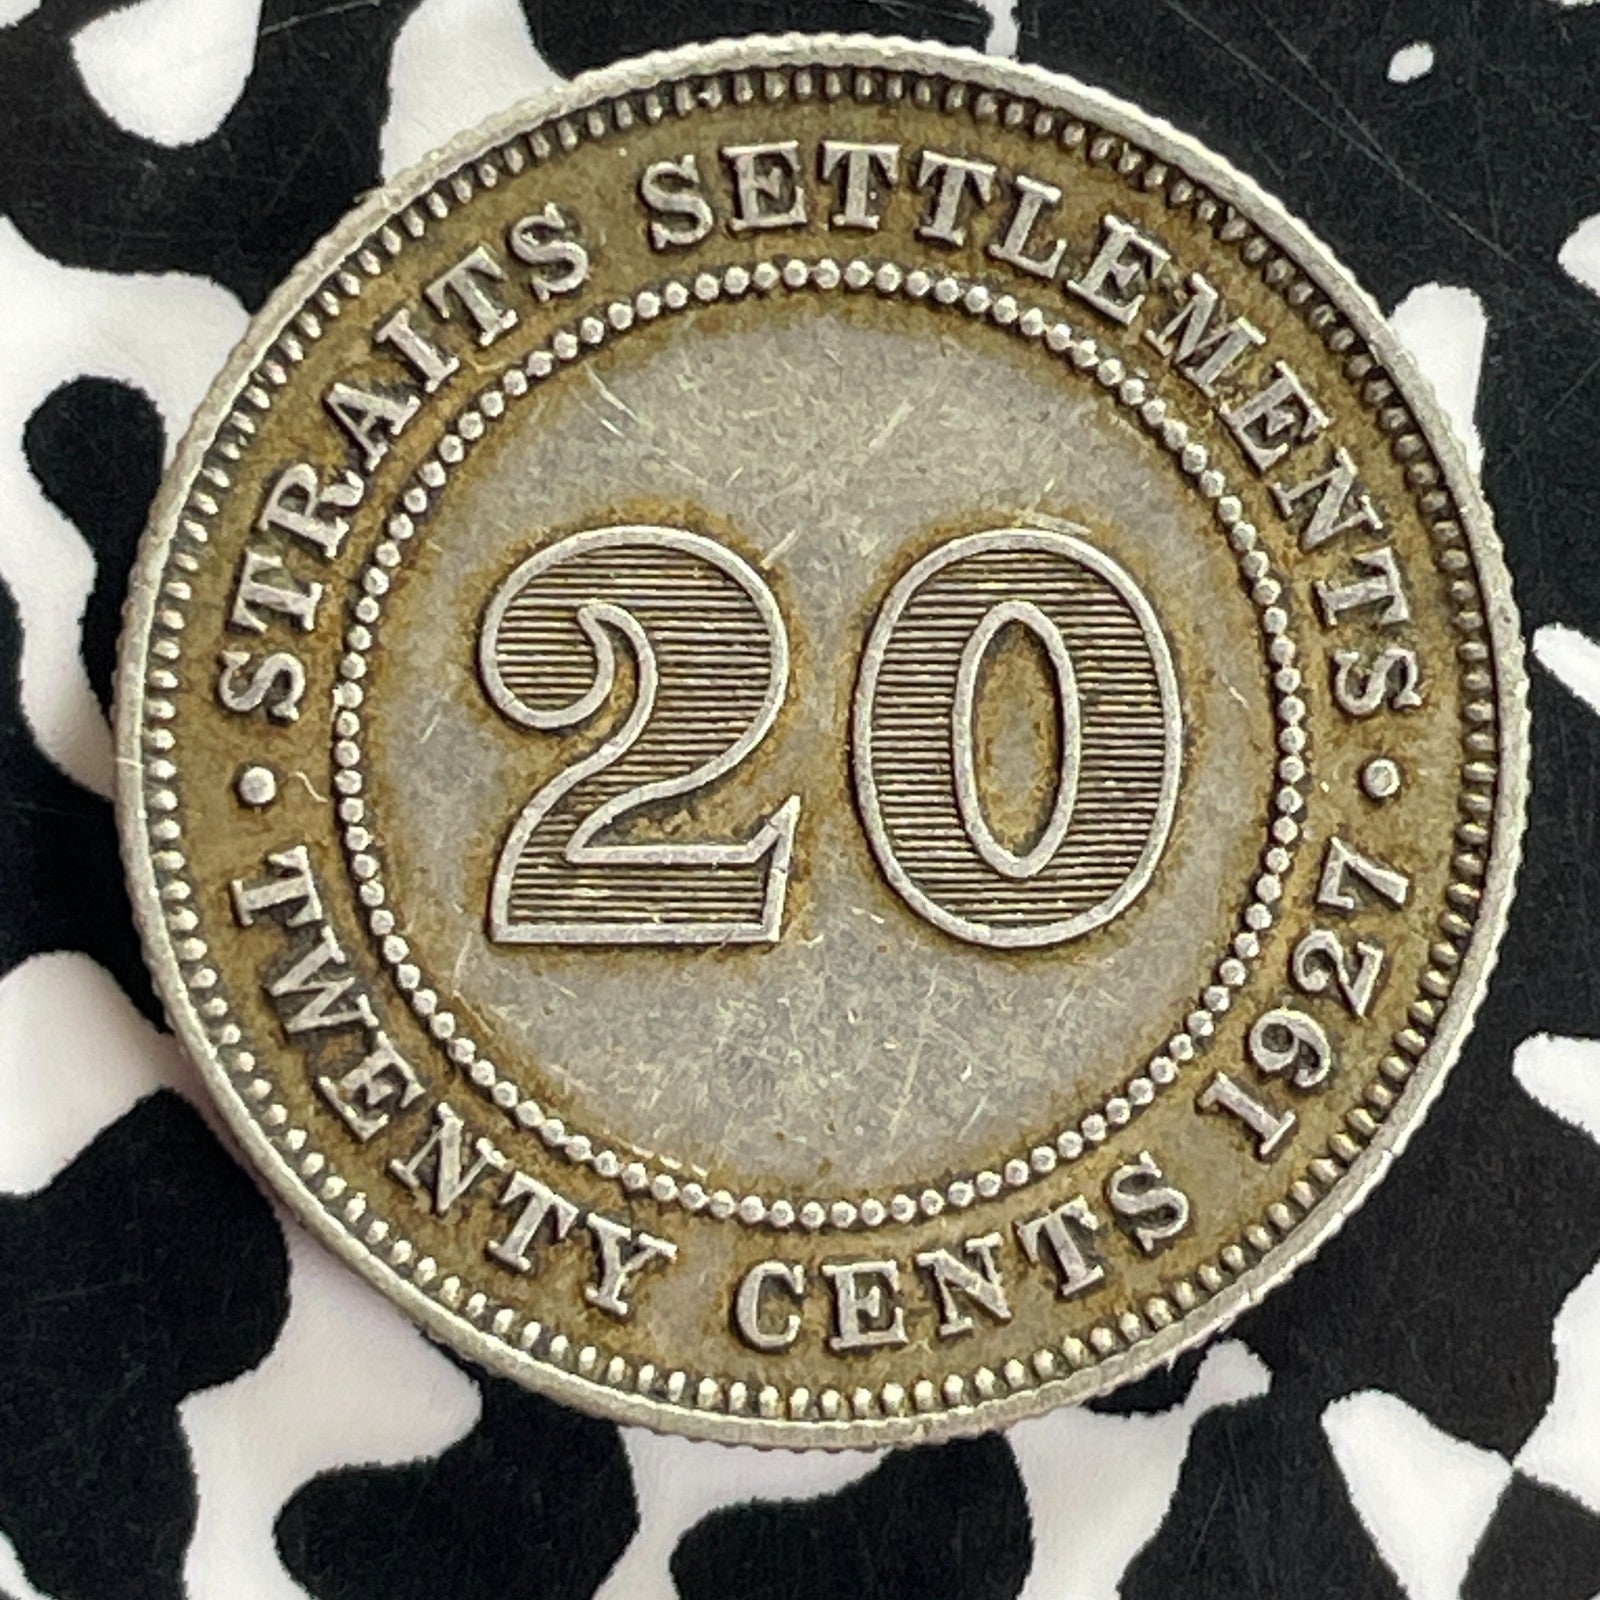 · STRAITS SETTLEMENTS ·
20
TWENTY CENTS 1927